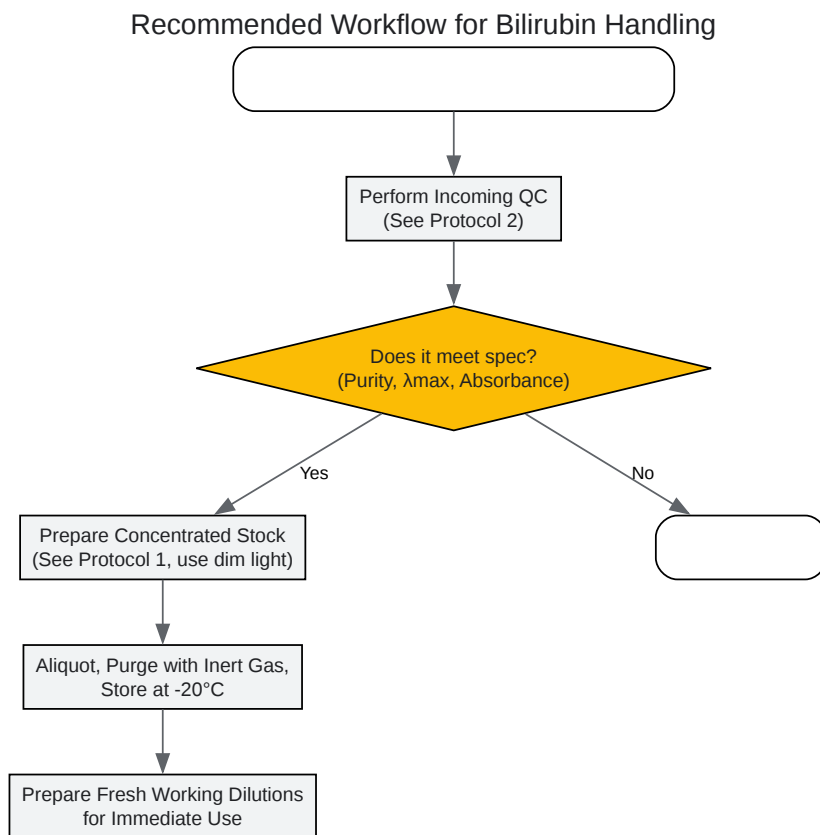 Recommended Workflow for Bilirubin Handling
Perform Incoming QC
(See Protocol 2)
Does it meet spec?
(Purity, λmax, Absorbance)
Yes
No
Prepare Concentrated Stock
(See Protocol 1, use dim light)
Aliquot, Purge with Inert Gas,
Store at -20°C
Prepare Fresh Working Dilutions
for Immediate Use